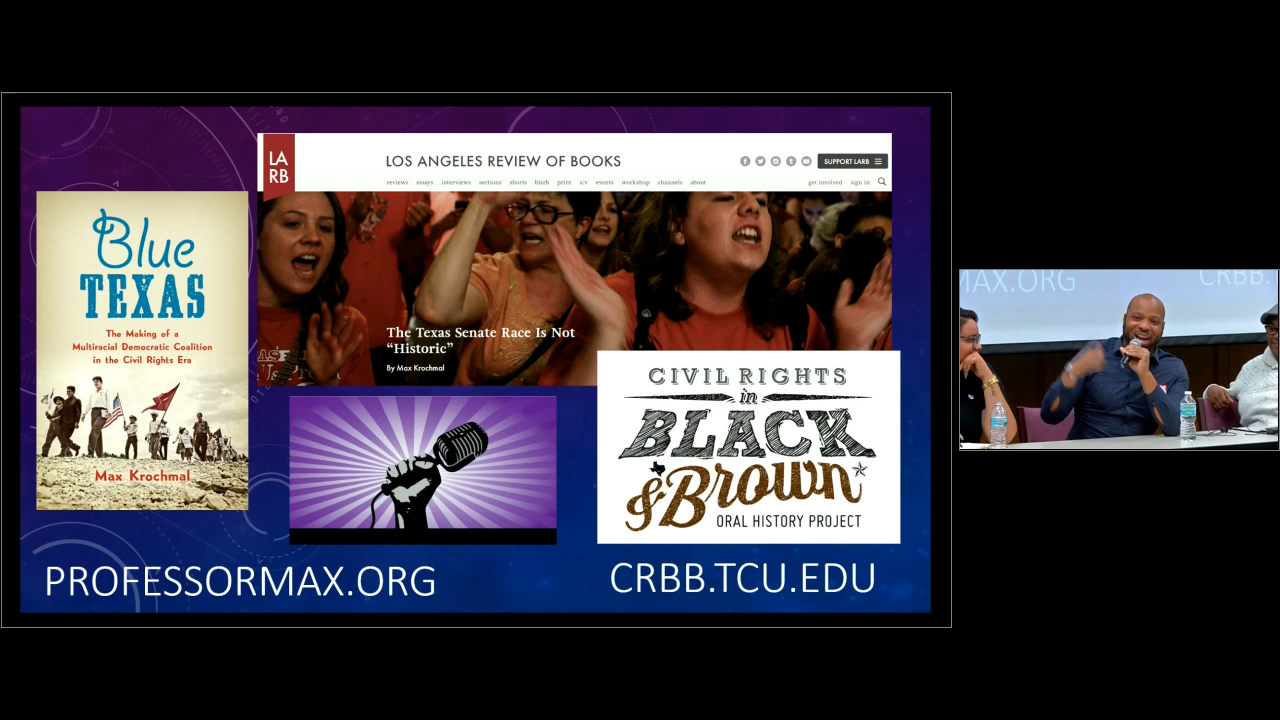 LA
RB
LOS ANGELES REVIEW OF BOOKS
SUPPORT LARB
reviews essays interviews sections shorts blarb print a/v events workshop channels about
get involved sign in
Blue
TEXAS
The Making of a
Multiracial Democratic Coalition
in the Civil Rights Era
Max Krochmal
The Texas Senate Race Is Not
“Historic”
By Max Krochmal
CIVIL RIGHTS
in
BLACK
& Brown
ORAL HISTORY PROJECT
PROFESSORMAX.ORG
CRBB.TCU.EDU
MAX.ORG
CRBB.